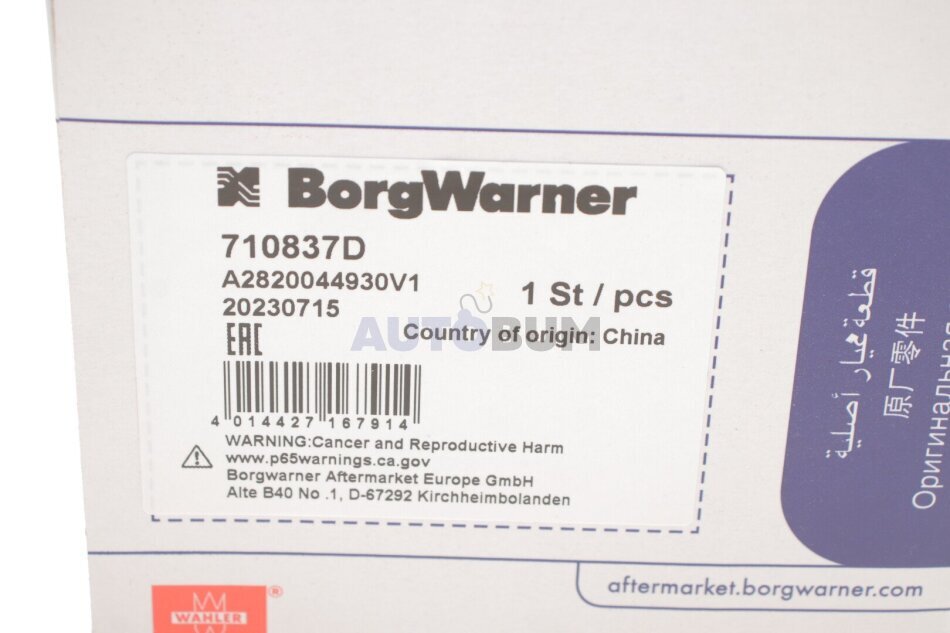 BorgWarner
710837D
A2820044930V1
20230715
1 St / pcs
EAC
Country of origin: China
AUTOBUM
4 014427 167914
WARNING:Cancer and Reproductive Harm
www.p65warnings.ca.gov
Borgwarner Aftermarket Europe GmbH
Alte B40 No .1, D-67292 Kirchheimbolanden
قطعة غيار أصلية
原厂零件
Оригинальная
aftermarket.borgwarner.com
WAHLER
®